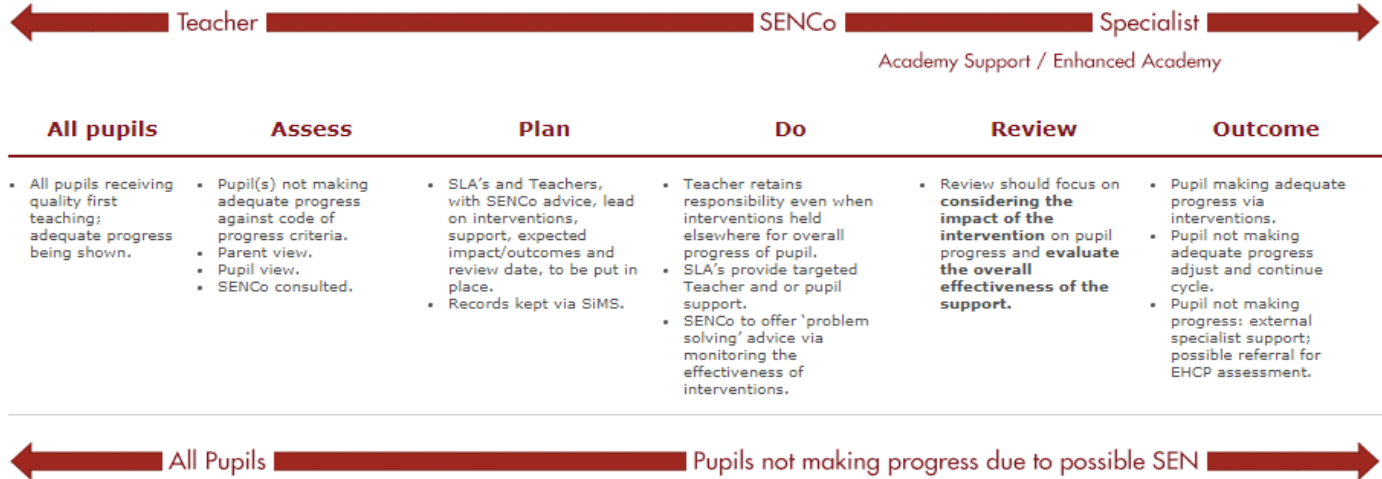 Teacher SENCo Specialist
Academy Support / Enhanced Academy
All pupils
• All pupils receiving
quality first
teaching;
adequate progress
being shown.
Assess
• Pupil(s) not making
adequate progress
against code of
progress criteria.
• Parent view.
• Pupil view.
• SENCo consulted.
Plan
• SLA's and Teachers,
with SENCo advice, lead
on interventions,
support, expected
impact/outcomes and
review date, to be put in
place.
• Records kept via SiMS.
Do
• Teacher retains
responsibility even when
interventions held
elsewhere for overall
progress of pupil.
• SLA's provide targeted
Teacher and or pupil
support.
• SENCo to offer ‘problem
solving’ advice via
monitoring the
effectiveness of
interventions.
Review
• Review should focus on
considering the
impact of the
intervention on pupil
progress and evaluate
the overall
effectiveness of the
support.
Outcome
• Pupil making adequate
progress via
interventions.
• Pupil not making
adequate progress
adjust and continue
cycle.
• Pupil not making
progress: external
specialist support;
possible referral for
EHCP assessment.
All Pupils Pupils not making progress due to possible SEN